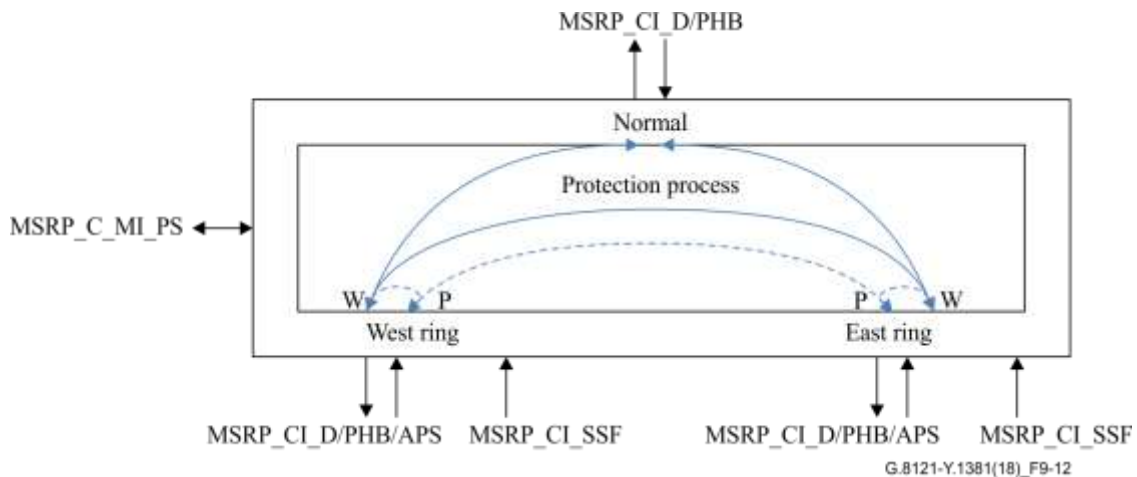 MSRP_CI_D/PHB
Normal
Protection process
MSRP_C_MI_PS
W P P W
West ring East ring
MSRP_CI_D/PHB/APS MSRP_CI_SSF MSRP_CI_D/PHB/APS MSRP_CI_SSF
G.8121-Y.1381(18)_F9-12